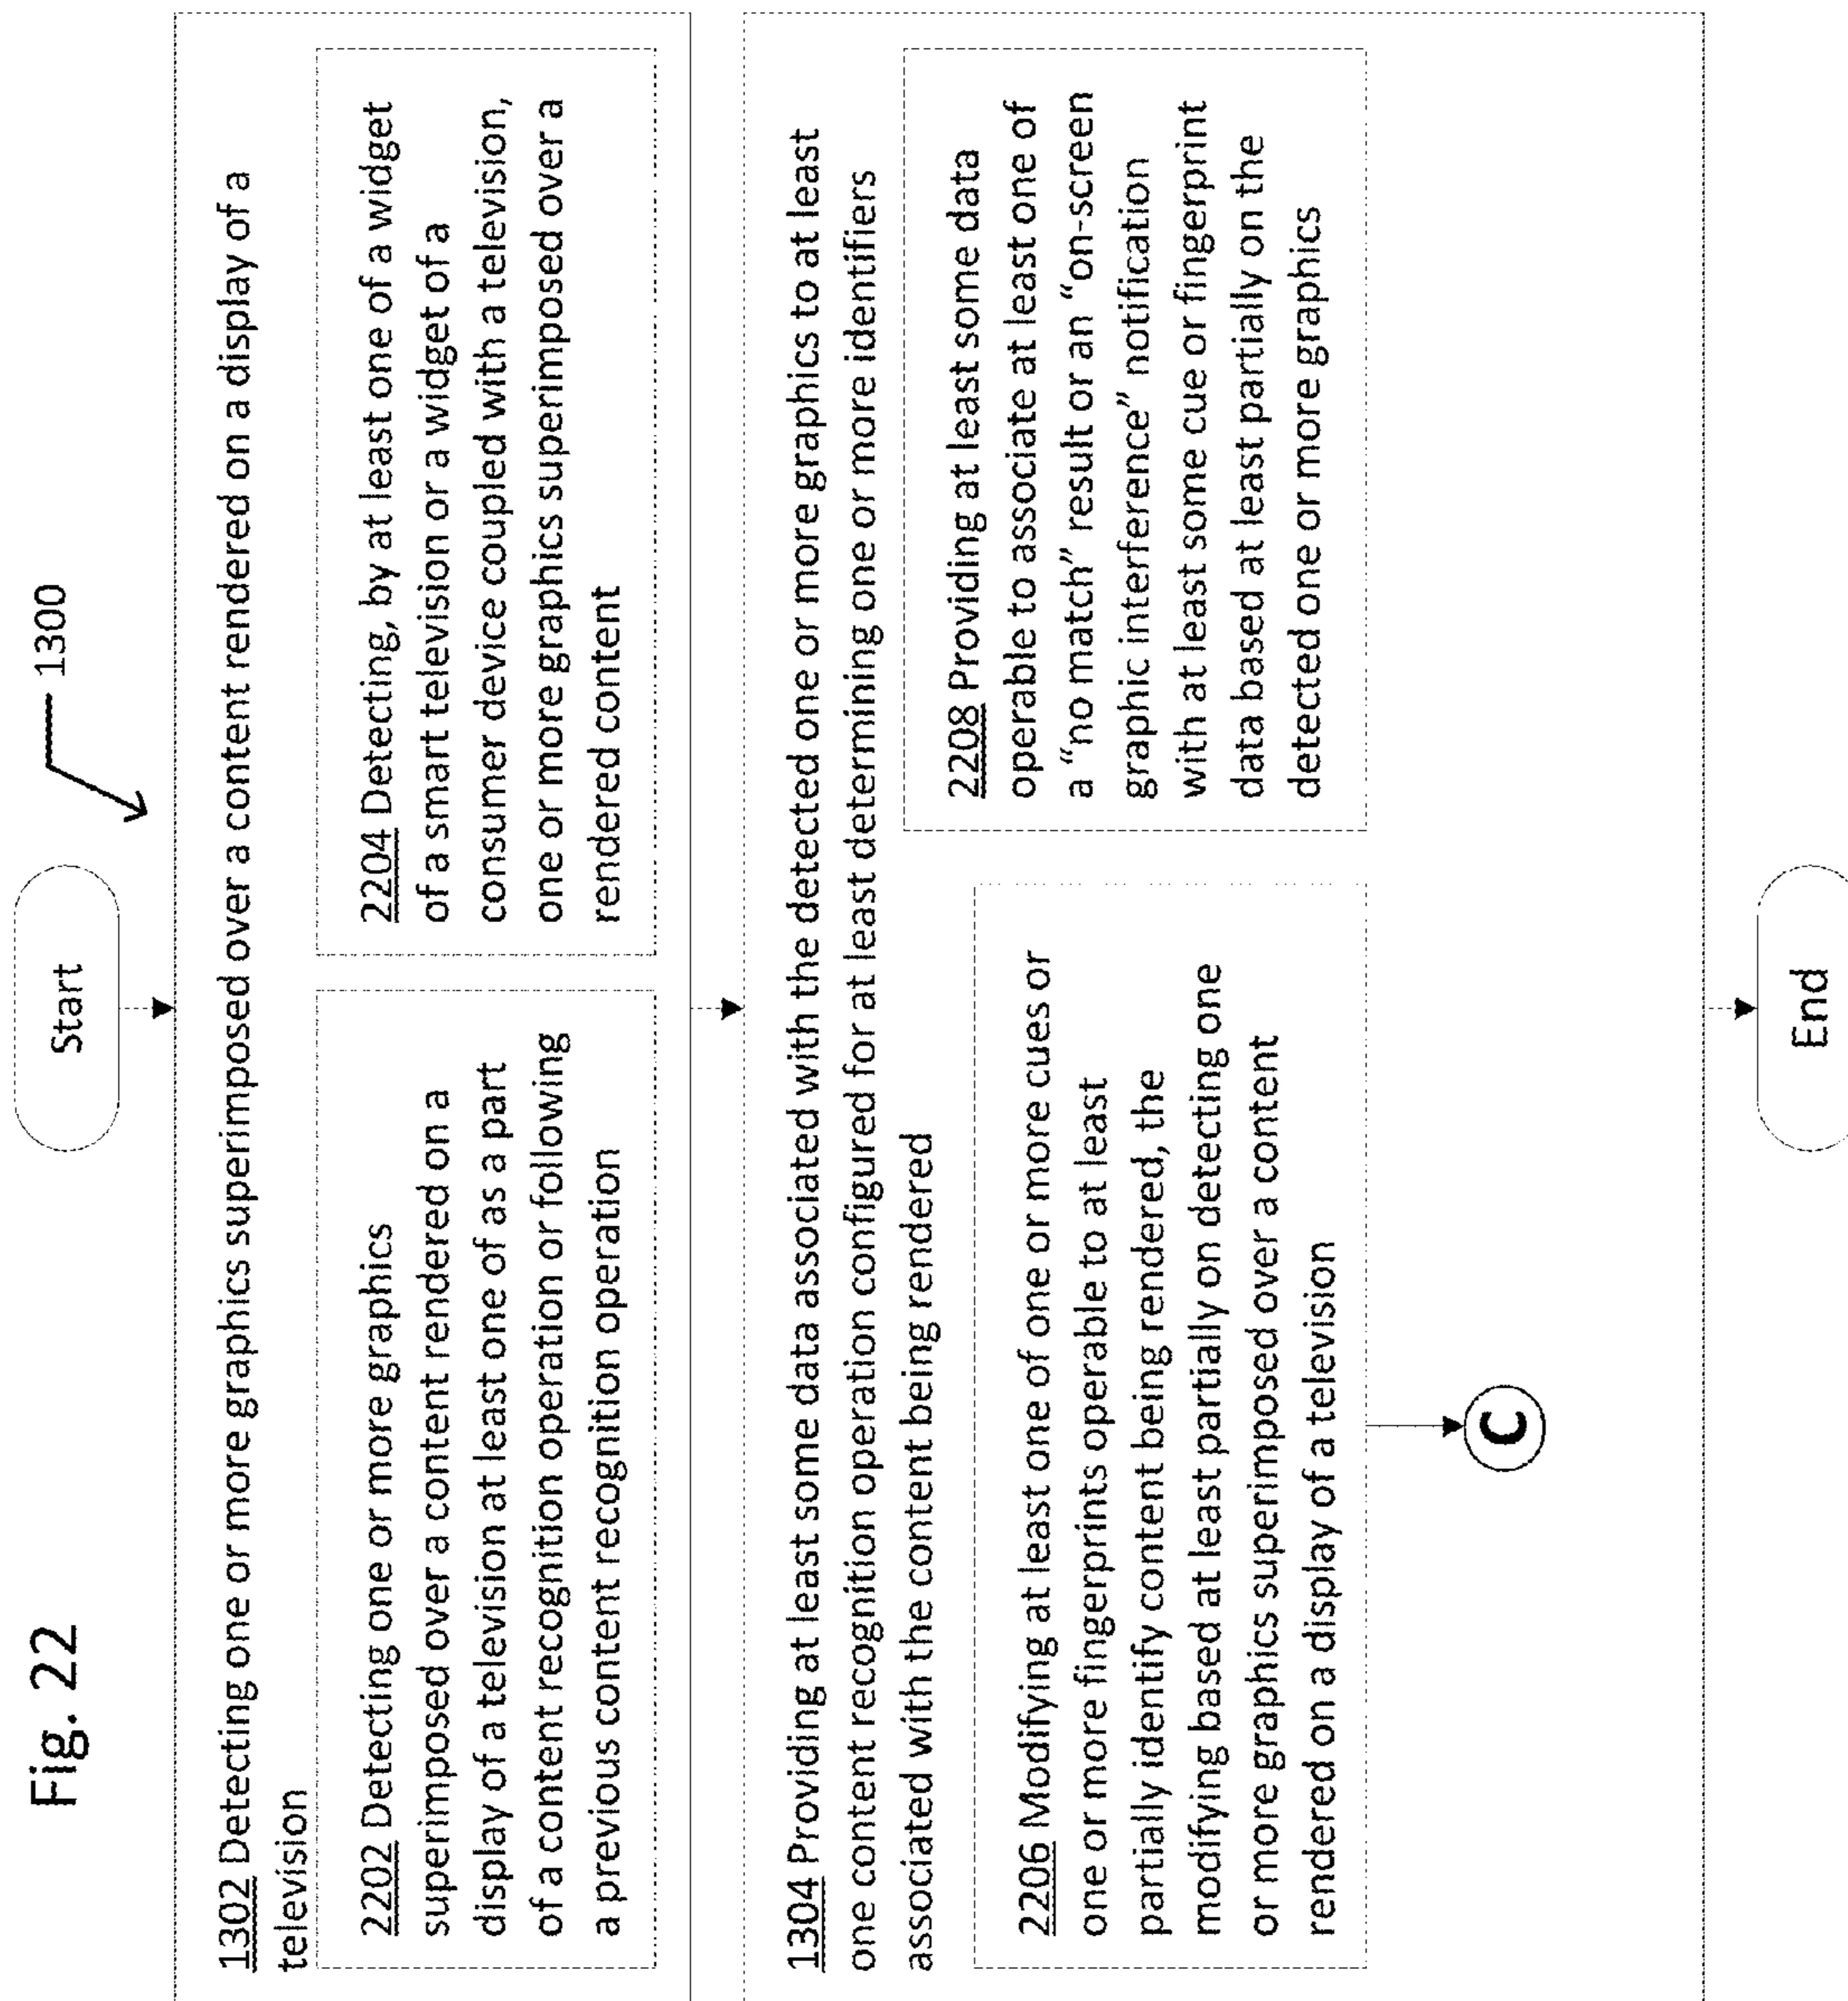 Fig. 22
Start
1300
1302 Detecting one or more graphics superimposed over a content rendered on a display of a
television
2202 Detecting one or more graphics
superimposed over a content rendered on a
display of a television at least one of as a part
of a content recognition operation or following
a previous content recognition operation
2204 Detecting, by at least one of a widget
of a smart television or a widget of a
consumer device coupled with a television,
one or more graphics superimposed over a
rendered content
1304 Providing at least some data associated with the detected one or more graphics to at least
one content recognition operation configured for at least determining one or more identifiers
associated with the content being rendered
2206 Modifying at least one of one or more cues or
one or more fingerprints operable to at least
partially identify content being rendered, the
modifying based at least partially on detecting one
or more graphics superimposed over a content
rendered on a display of a television
2208 Providing at least some data
operable to associate at least one of
a “no match” result or an “on-screen
graphic interference” notification
with at least some cue or fingerprint
data based at least partially on the
detected one or more graphics
C
End